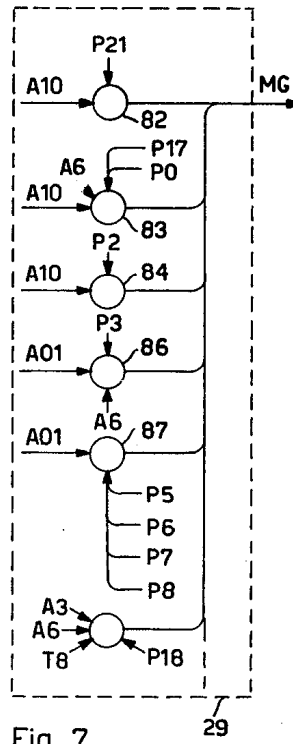 P21
MG
A10
82
A6
P17
P0
A10
83
P2
A10
84
P3
A01
86
A6
A01
87
P5
P6
P7
P8
A3
A6
T8
P18
Fig. 7
29